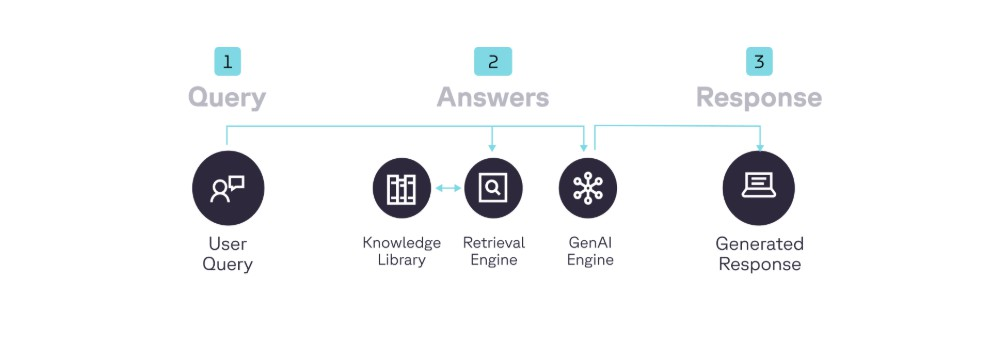 1
Query
2
Answers
3
Response
User
Query
Knowledge
Library
Retrieval
Engine
GenAI
Engine
Generated
Response